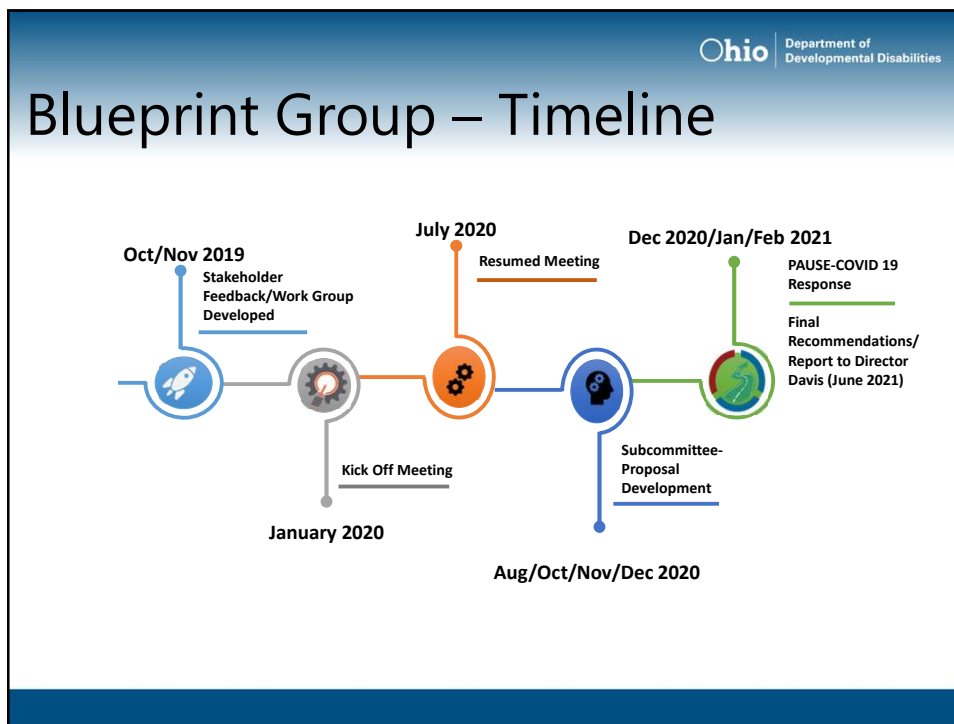 Ohio
Department of
Developmental Disabilities
Blueprint Group – Timeline
Oct/Nov 2019
Stakeholder
Feedback/Work Group
Developed
Kick Off Meeting
January 2020
July 2020
Resumed Meeting
Subcommittee-
Proposal
Development
Aug/Oct/Nov/Dec 2020
Dec 2020/Jan/Feb 2021
PAUSE-COVID 19
Response
Final
Recommendations/
Report to Director
Davis (June 2021)